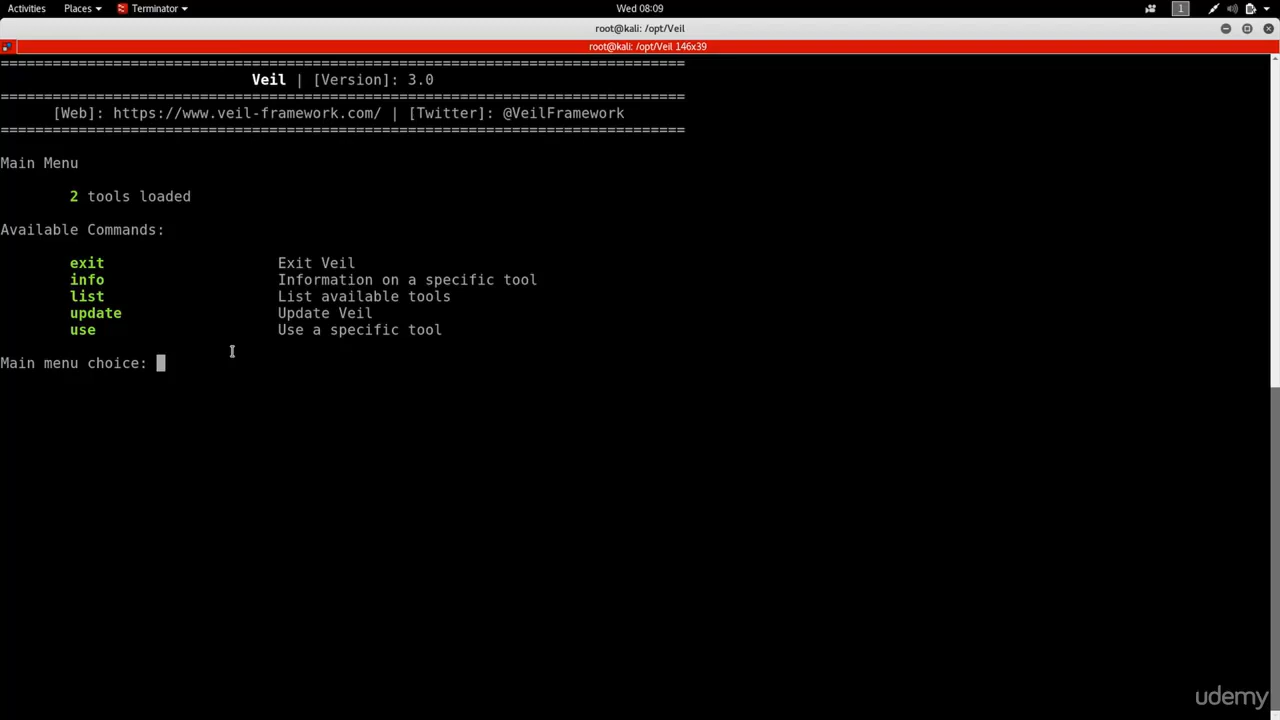 Activities Places Terminator Wed 08:09 1
root@kali: /opt/Veil
root@kali: /opt/Veil 146x39
===============================================================================
Veil | [Version]: 3.0
===============================================================================
[Web]: https://www.veil-framework.com/ | [Twitter]: @VeilFramework
===============================================================================
Main Menu
2 tools loaded
Available Commands:
exit Exit Veil
info Information on a specific tool
list List available tools
update Update Veil
use Use a specific tool
Main menu choice:
udemy